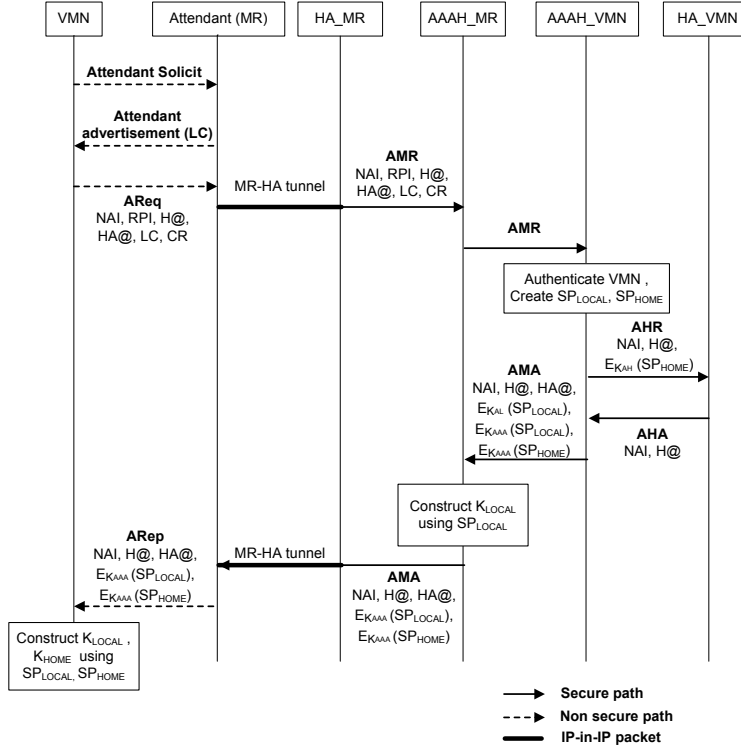 VMN
Attendant (MR)
HA_MR
AAAH_MR
AAAH_VMN
HA_VMN
Attendant Solicit
Attendant
advertisement (LC)
AReq
NAI, RPI, H@,
HA@, LC, CR
MR-HA tunnel
AMR
NAI, RPI, H@,
HA@, LC, CR
AMR
Authenticate VMN ,
Create SPLOCAL, SPHOME
AHR
NAI, H@,
EKAH (SPHOME)
AMA
NAI, H@, HA@,
EKAL (SPLOCAL),
EKAAA (SPLOCAL),
EKAAA (SPHOME)
AHA
NAI, H@
Construct KLOCAL
using SPLOCAL
ARep
NAI, H@, HA@,
EKAAA (SPLOCAL),
EKAAA (SPHOME)
MR-HA tunnel
AMA
NAI, H@, HA@,
EKAAA (SPLOCAL),
EKAAA (SPHOME)
Construct KLOCAL ,
KHOME using
SPLOCAL, SPHOME
Secure path
Non secure path
IP-in-IP packet